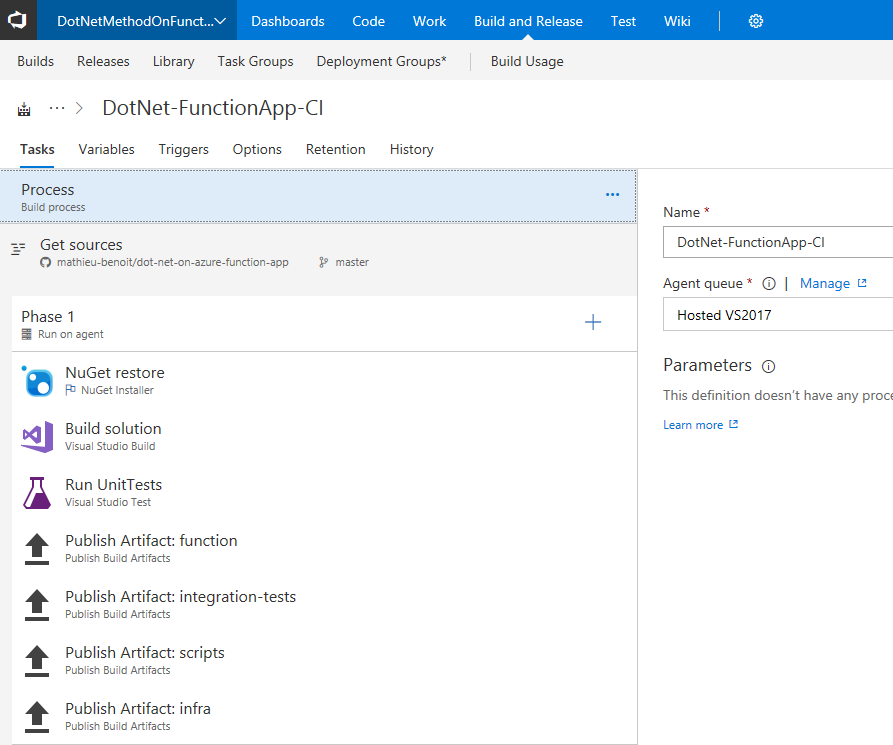 DotNetMethodOnFunct... Dashboards Code Work Build and Release Test Wiki
Builds Releases Library Task Groups Deployment Groups* Build Usage
... DotNet-FunctionApp-CI
Tasks Variables Triggers Options Retention History
Process
Build process
...
Get sources
mathieu-benoit/dot-net-on-azure-function-app master
Phase 1
Run on agent
NuGet restore
NuGet Installer
Build solution
Visual Studio Build
Run UnitTests
Visual Studio Test
Publish Artifact: function
Publish Build Artifacts
Publish Artifact: integration-tests
Publish Build Artifacts
Publish Artifact: scripts
Publish Build Artifacts
Publish Artifact: infra
Publish Build Artifacts
Name *
DotNet-FunctionApp-CI
Agent queue * | Manage
Hosted VS2017
Parameters
This definition doesn't have any proce
Learn more